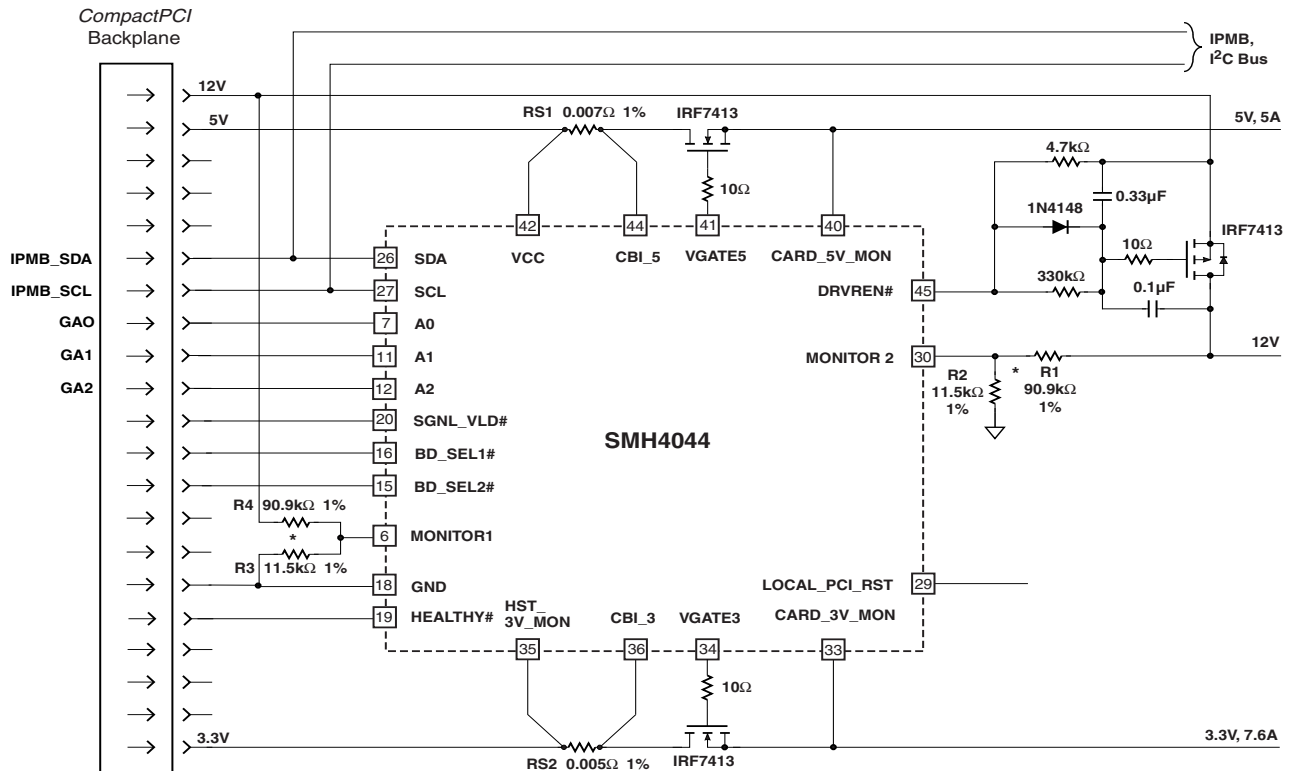 CompactPCI
Backplane
IPMB,
I2C Bus
12V
RS1 0.007Ω 1%
IRF7413
5V
5V, 5A
4.7kΩ
10Ω
0.33µF
1N4148
IRF7413
42
44
41
40
VCC
CBI_5
VGATE5
CARD_5V_MON
10Ω
IPMB_SDA
26
SDA
330kΩ
IPMB_SCL
27
SCL
DRVREN#
45
0.1µF
GAO
7
A0
GA1
11
A1
MONITOR 2
30
12V
GA2
12
A2
R2
11.5kΩ
1%
*
R1
90.9kΩ
1%
20
SGNL_VLD#
SMH4044
16
BD_SEL1#
15
BD_SEL2#
R4 90.9kΩ 1%
*
6
MONITOR1
R3 11.5kΩ 1%
18
GND
LOCAL_PCI_RST
29
19
HEALTHY#
HST_
3V_MON
CBI_3
VGATE3
CARD_3V_MON
35
36
34
33
10Ω
3.3V
3.3V, 7.6A
RS2 0.005Ω 1%
IRF7413